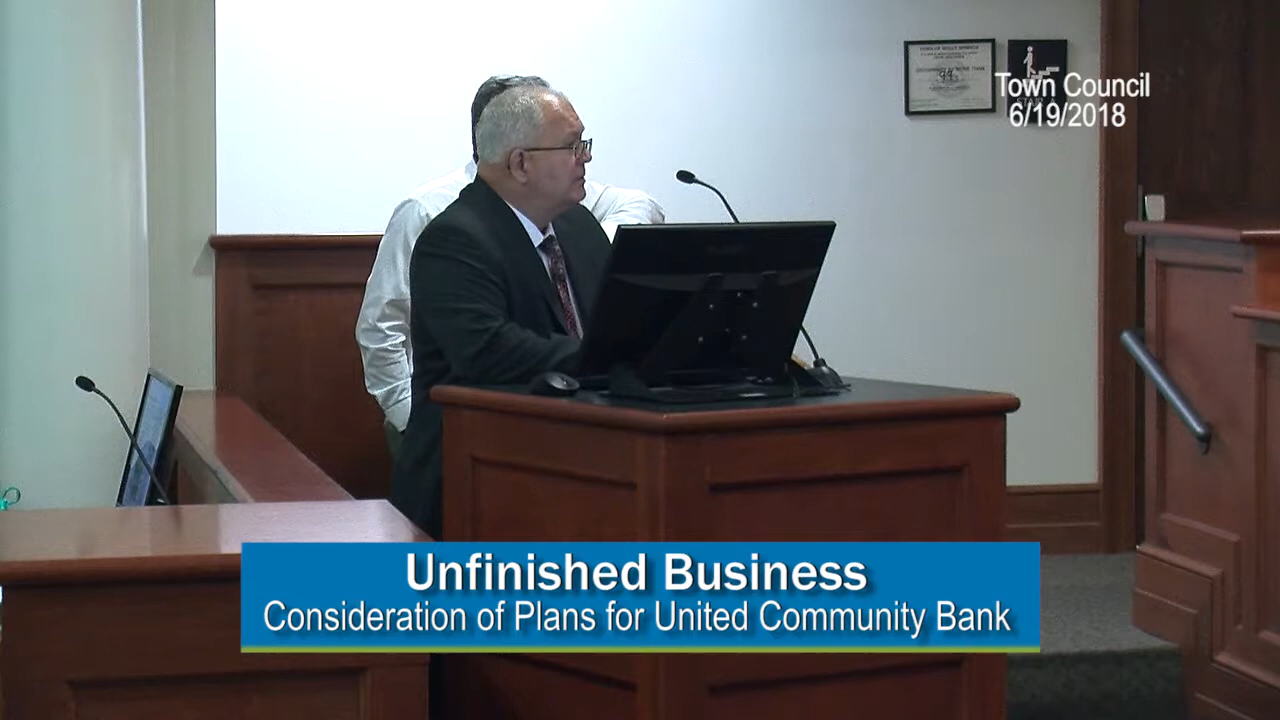 Town Council
6/19/2018
Unfinished Business
Consideration of Plans for United Community Bank